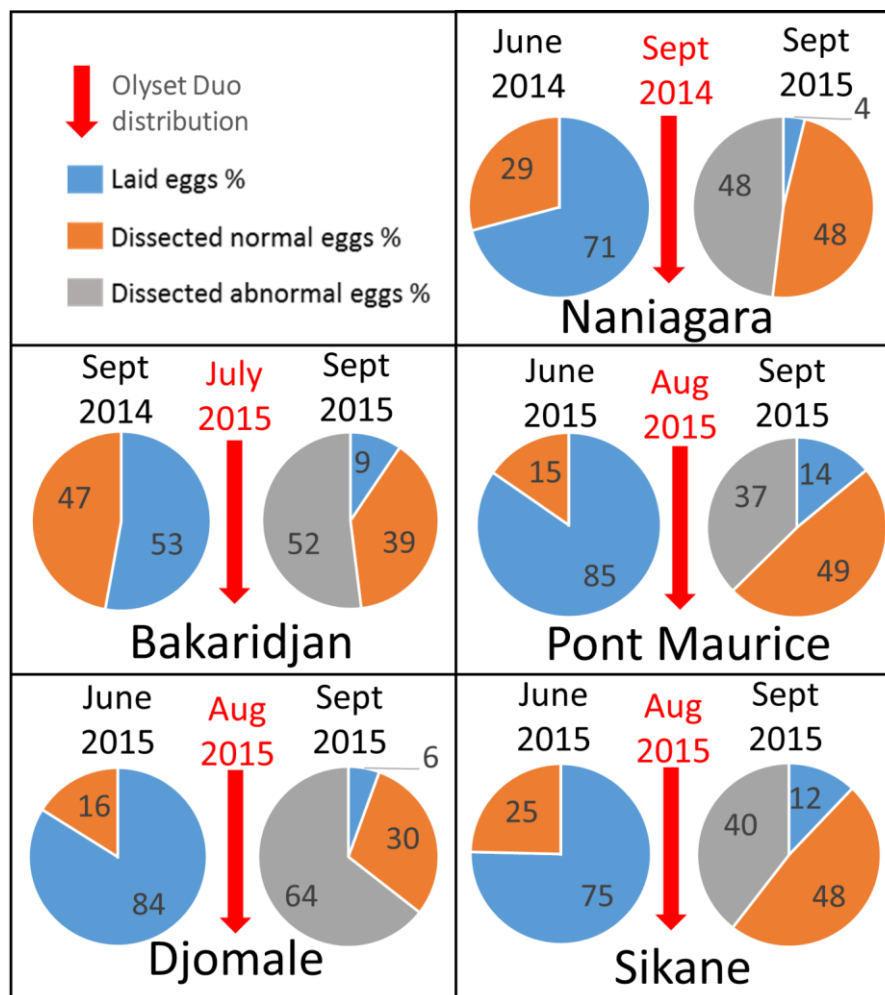 Olyset Duo
distribution
Laid eggs %
Dissected normal eggs %
Dissected abnormal eggs %
June
2014
Sept
2014
Sept
2015
29
71
4
48
48
Naniagara
Sept
2014
July
2015
Sept
2015
47
53
9
52
39
Bakaridjan
June
2015
Aug
2015
Sept
2015
15
85
14
37
49
Pont Maurice
June
2015
Aug
2015
Sept
2015
16
84
6
30
64
Djomale
June
2015
Aug
2015
Sept
2015
25
75
12
40
48
Sikane